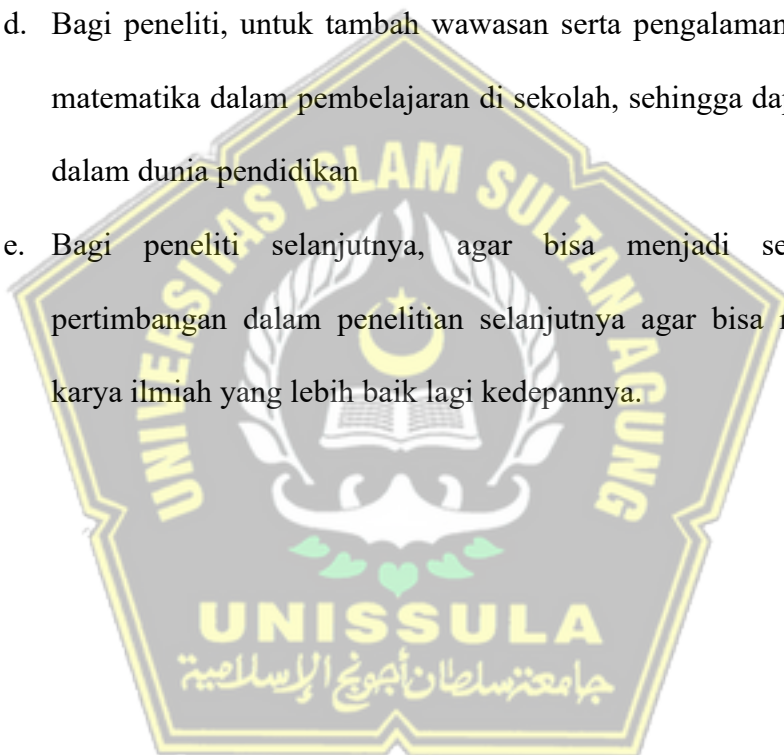 d. Bagi peneliti, untuk tambah wawasan serta pengalaman
matematika dalam pembelajaran di sekolah, sehingga
dalam dunia pendidikan
e. Bagi peneliti selanjutnya, agar bisa menjadi
pertimbangan dalam penelitian selanjutnya agar bisa
karya ilmiah yang lebih baik lagi kedepannya.
UNIVERSITAS ISLAM SULTAN AGUNG
UNISSULA
جامعة سلطان أجونج الإسلامية